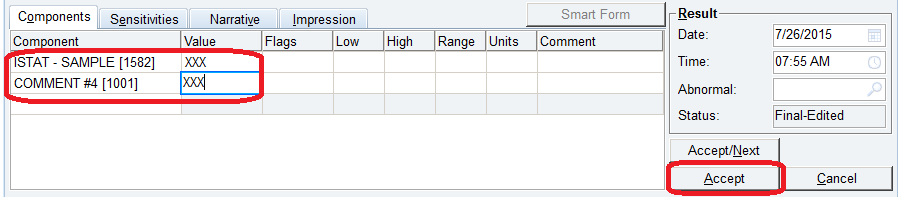 Components Sensitivities Narrative Impression Smart Form
Component Value Flags Low High Range Units Comment
ISTAT - SAMPLE [1582] XXX
COMMENT #4 [1001] XXX
Result
Date: 7/26/2015
Time: 07:55 AM
Abnormal:
Status: Final-Edited
Accept/Next
Accept Cancel